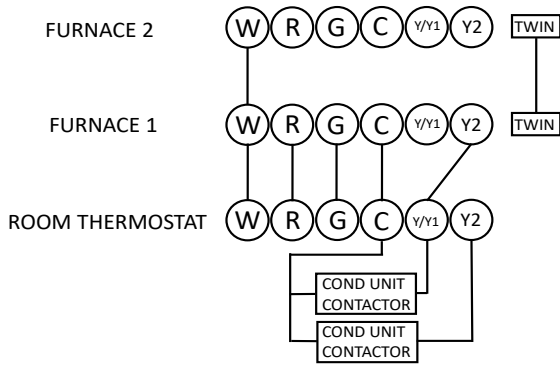 FURNACE 2 W R G C Y/Y1 Y2 TWIN
FURNACE 1 W R G C Y/Y1 Y2 TWIN
ROOM THERMOSTAT W R G C Y/Y1 Y2
COND UNIT
CONTACTOR
COND UNIT
CONTACTOR